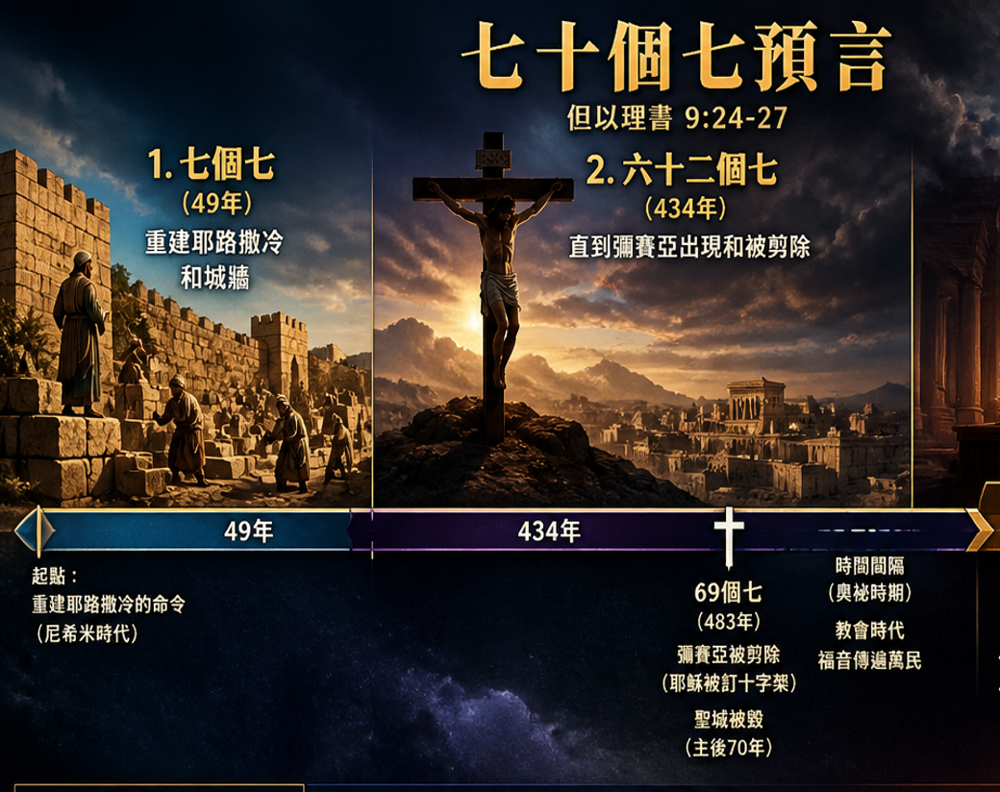 七十個七預言
但以理書 9:24-27
1. 七個七
（49年）
重建耶路撒冷
和城牆
2. 六十二個七
（434年）
直到彌賽亞出現和被剪除
49年
434年
起點：
重建耶路撒冷的命令
（尼希米時代）
69個七
（483年）
彌賽亞被剪除
（耶穌被釘十字架）
聖城被毀
（主後70年）
時間間隔
（奧祕時期）
教會時代
福音傳遍萬民